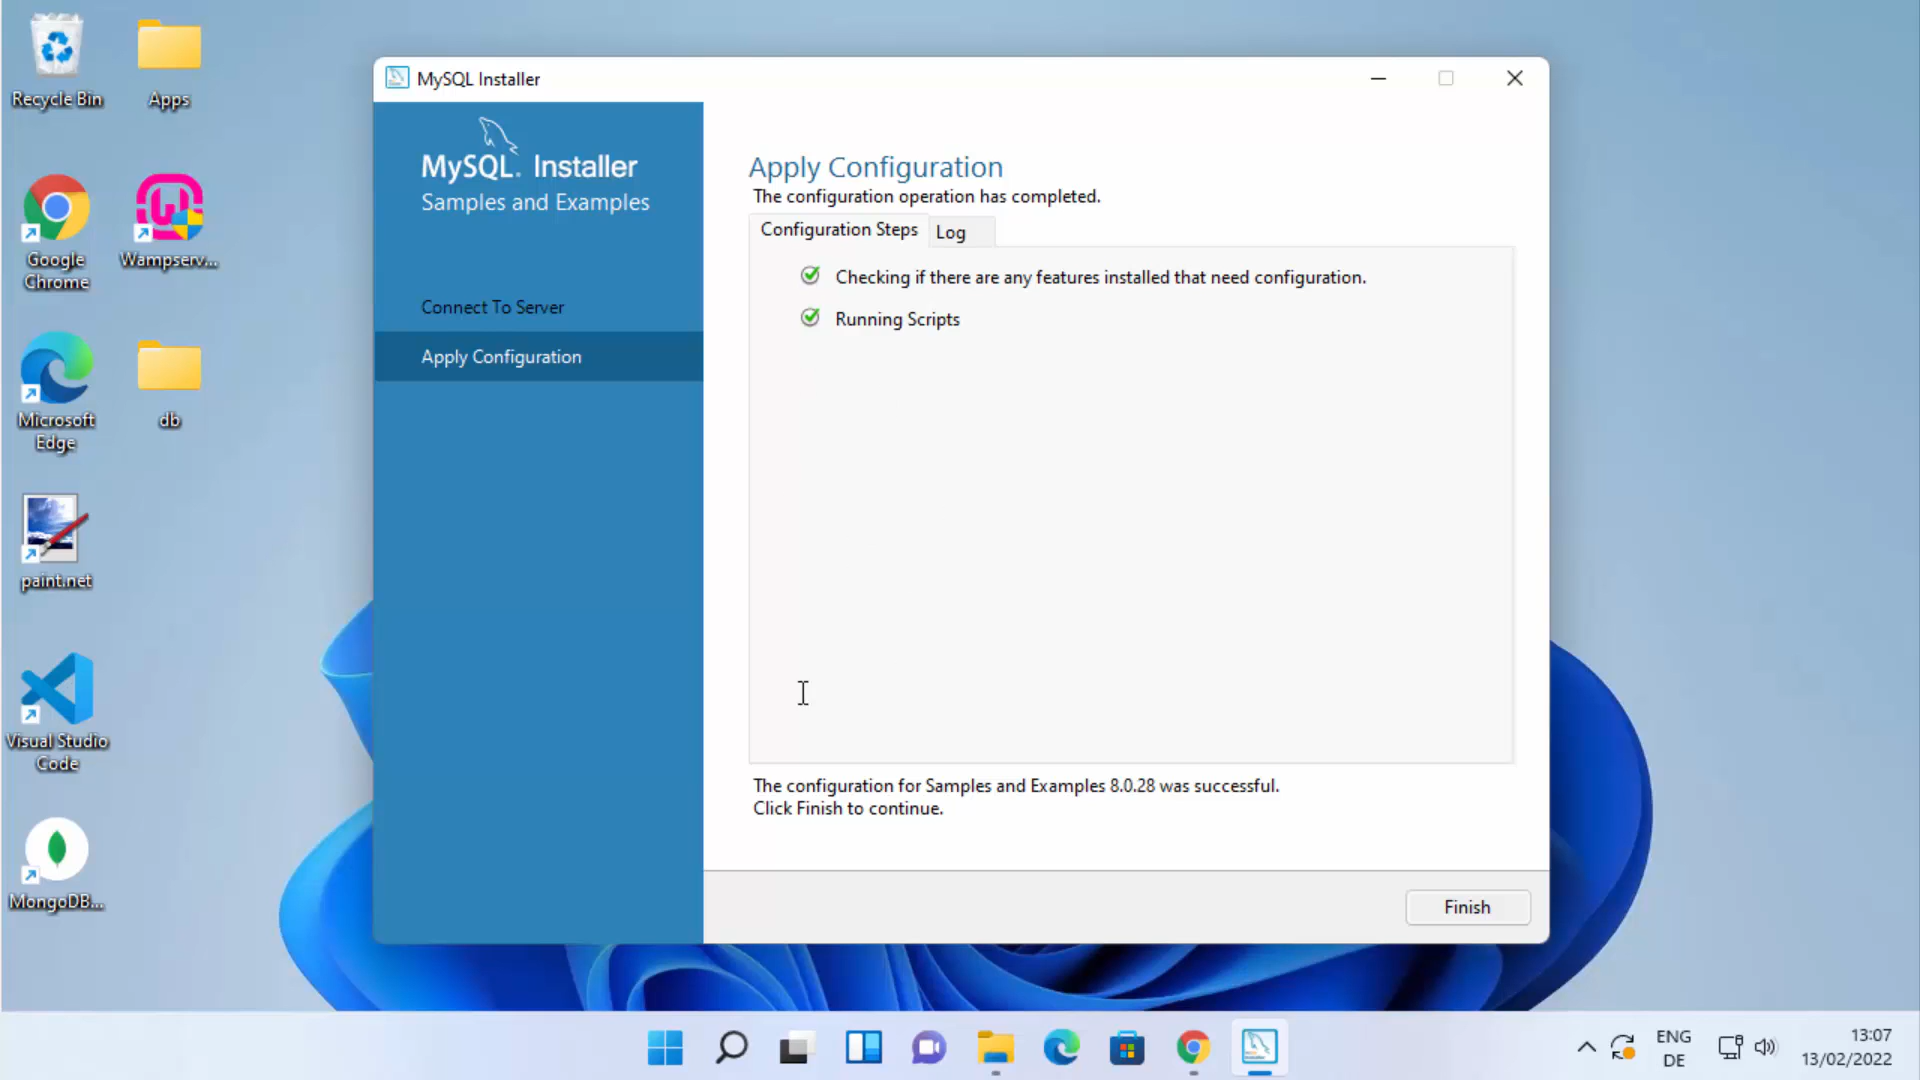 Recycle Bin
Apps
Google
Chrome
Wampserv...
Microsoft
Edge
db
paint.net
Visual Studio
Code
MongoDB...
MySQL Installer
MySQL. Installer
Samples and Examples
Connect To Server
Apply Configuration
Apply Configuration
The configuration operation has completed.
Configuration Steps
Log
Checking if there are any features installed that need configuration.
Running Scripts
The configuration for Samples and Examples 8.0.28 was successful.
Click Finish to continue.
Finish
ENG
DE
13:07
13/02/2022